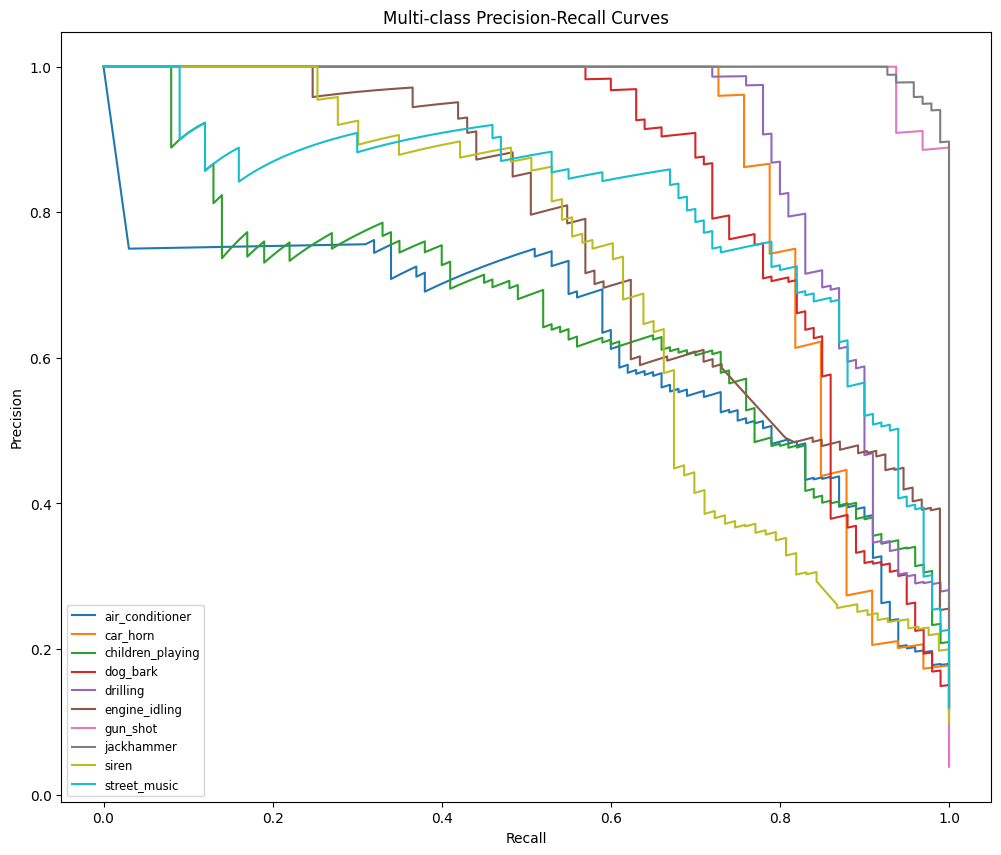 Multi-class Precision-Recall Curves
1.0
0.8
0.6
0.4
0.2
0.0
Precision
air_conditioner
car_horn
children_playing
dog_bark
drilling
engine_idling
gun_shot
jackhammer
siren
street_music
0.0 0.2 0.4 0.6 0.8 1.0
Recall